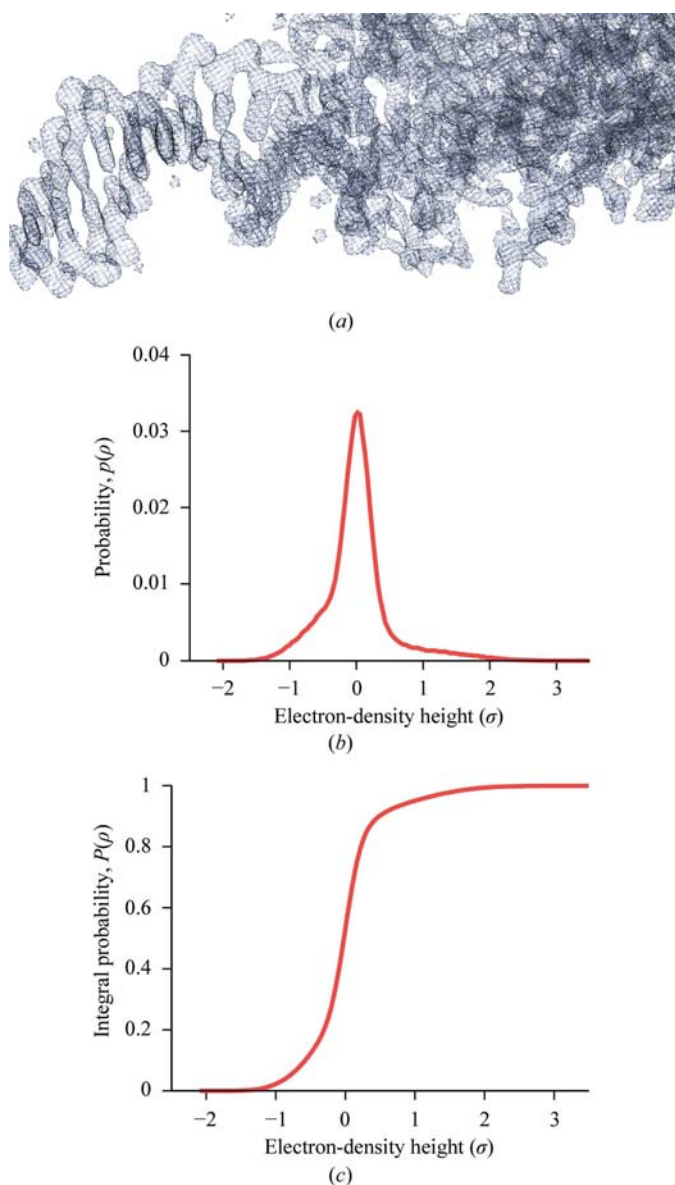 (a)
0.04
0.03
0.02
0.01
0
Probability, p(ρ)
−2 −1 0 1 2 3
Electron-density height (σ)
(b)
1
0.8
0.6
0.4
0.2
0
Integral probability, P(ρ)
−2 −1 0 1 2 3
Electron-density height (σ)
(c)